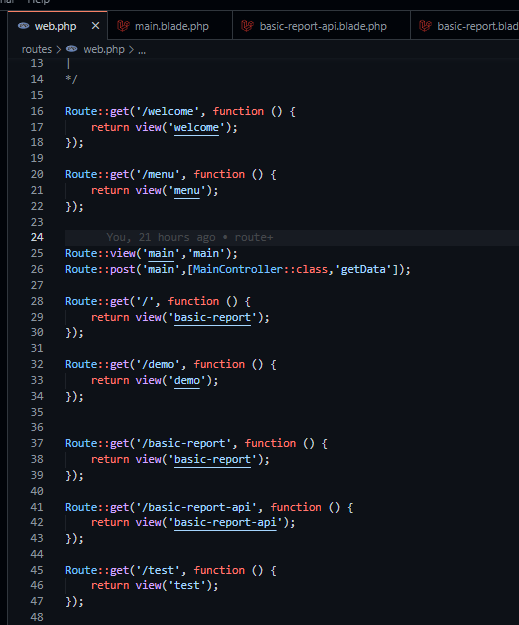 web.php main.blade.php basic-report-api.blade.php basic-report.blad
routes > web.php > ...
13 |
14 */
15
16 Route::get('/welcome', function () {
17     return view('welcome');
18 });
19
20 Route::get('/menu', function () {
21     return view('menu');
22 });
23
24 You, 21 hours ago • route+
25 Route::view('main','main');
26 Route::post('main',[MainController::class,'getData']);
27
28 Route::get('/', function () {
29     return view('basic-report');
30 });
31
32 Route::get('/demo', function () {
33     return view('demo');
34 });
35
36
37 Route::get('/basic-report', function () {
38     return view('basic-report');
39 });
40
41 Route::get('/basic-report-api', function () {
42     return view('basic-report-api');
43 });
44
45 Route::get('/test', function () {
46     return view('test');
47 });
48